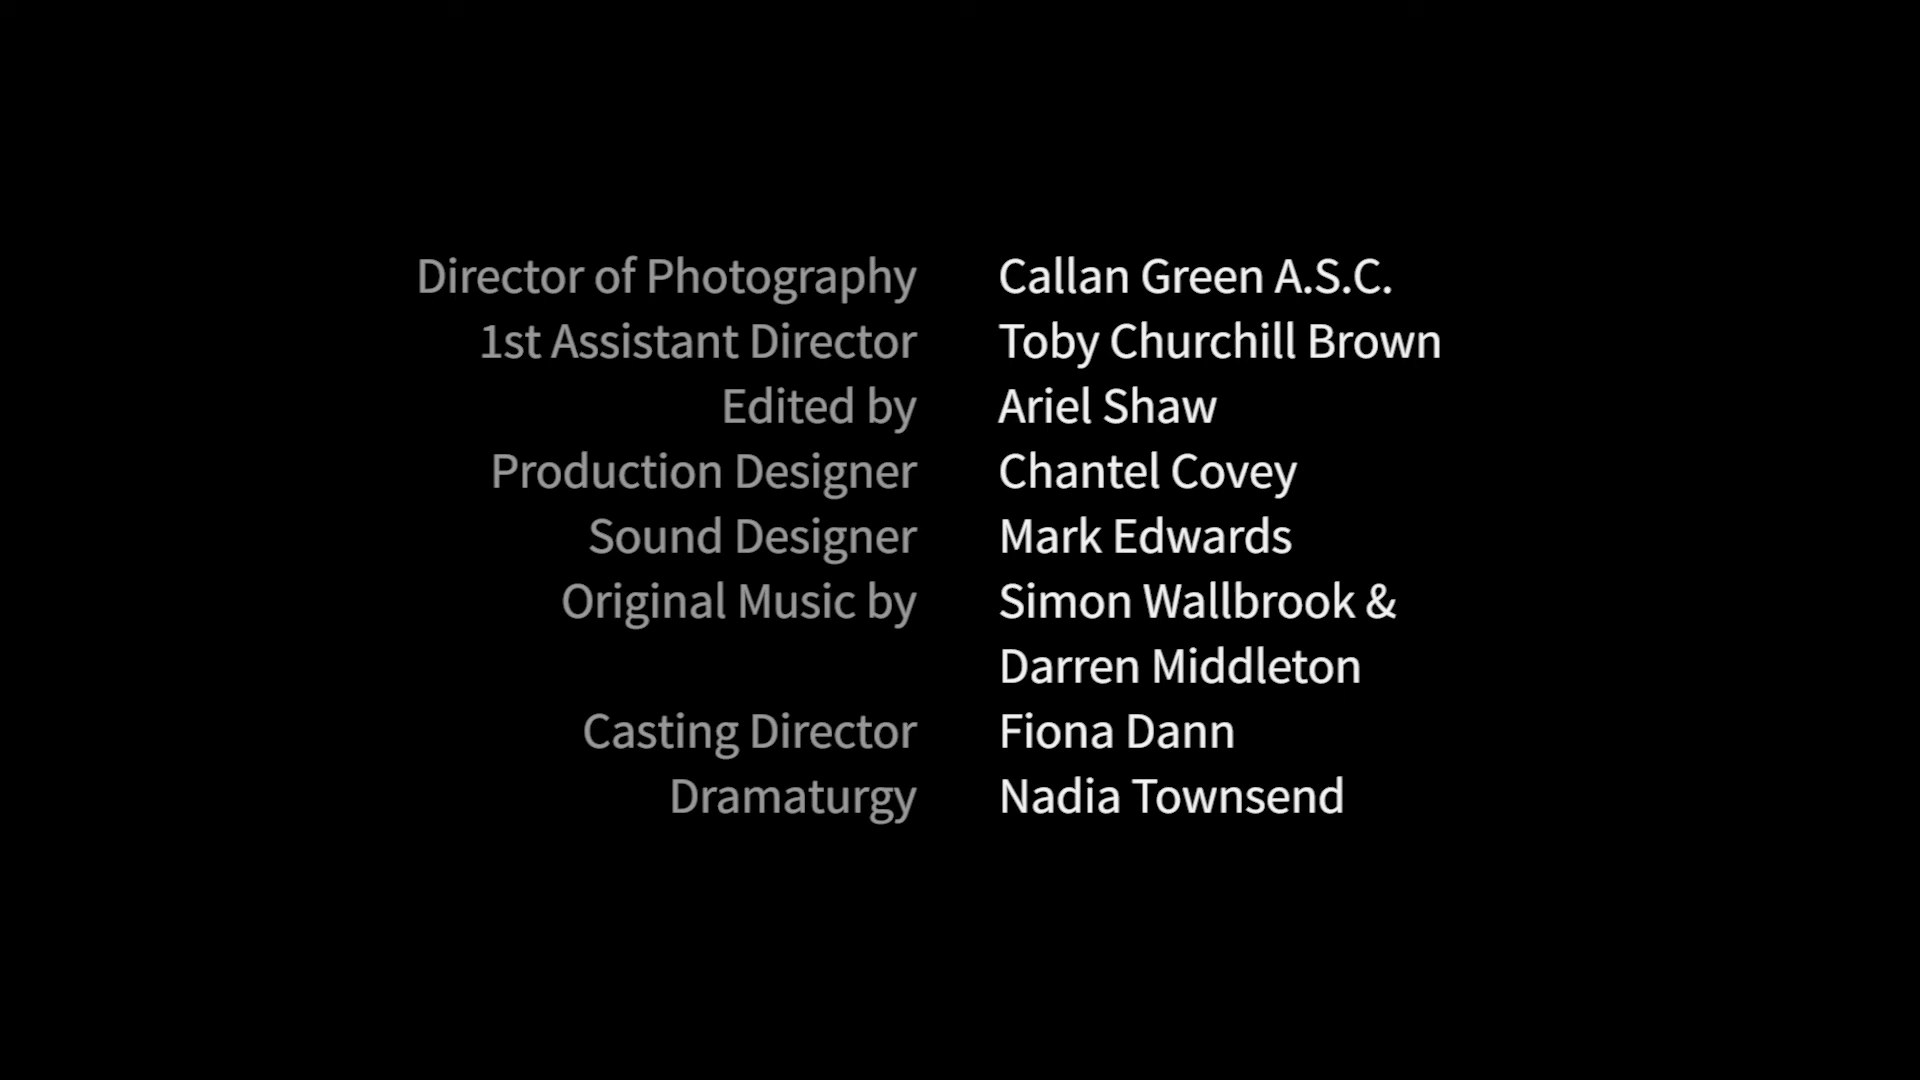 Director of Photography Callan Green A.S.C.
1st Assistant Director Toby Churchill Brown
Edited by Ariel Shaw
Production Designer Chantel Covey
Sound Designer Mark Edwards
Original Music by Simon Wallbrook &
Darren Middleton
Casting Director Fiona Dann
Dramaturgy Nadia Townsend